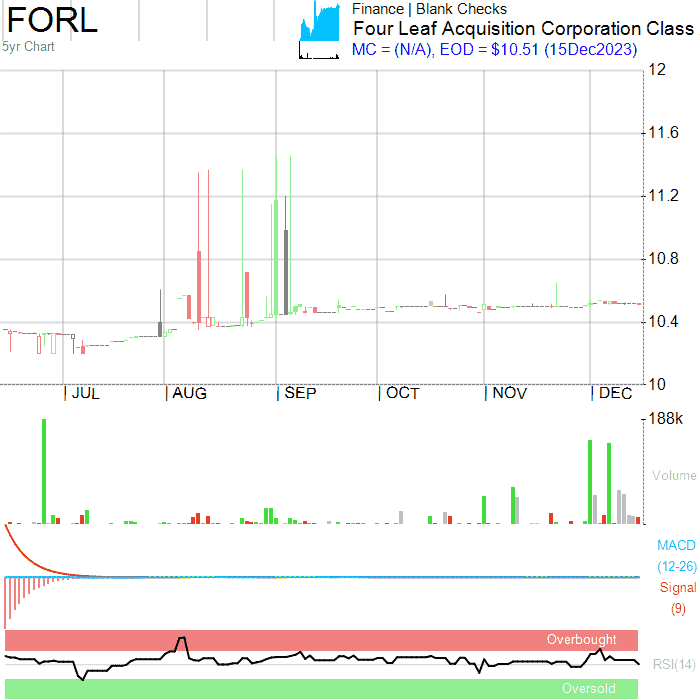 FORL
5yr Chart
Finance | Blank Checks
Four Leaf Acquisition Corporation Class
MC = (N/A), EOD = $10.51 (15Dec2023)
12
11.6
11.2
10.8
10.4
10
JUL
AUG
SEP
OCT
NOV
DEC
188k
Volume
MACD
(12-26)
Signal
(9)
Overbought
RSI(14)
Oversold